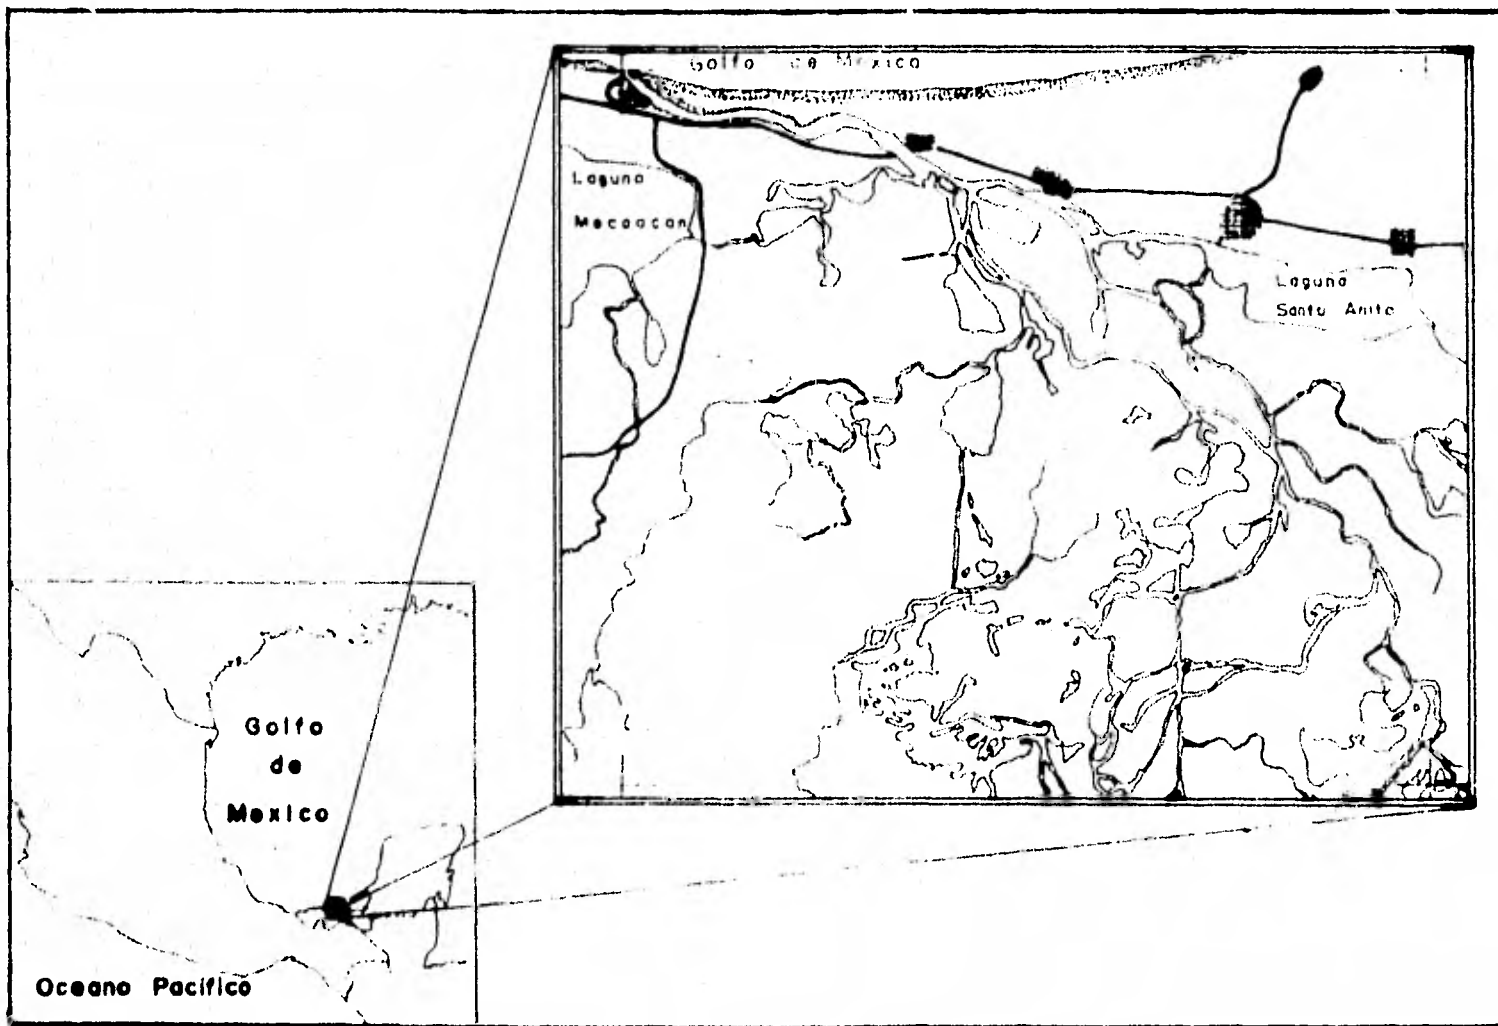 Golfo de Mexico
Laguna
Mecoacan
Laguna
Santa Anita
Golfo
de
Mexico
Oceano Pacifico